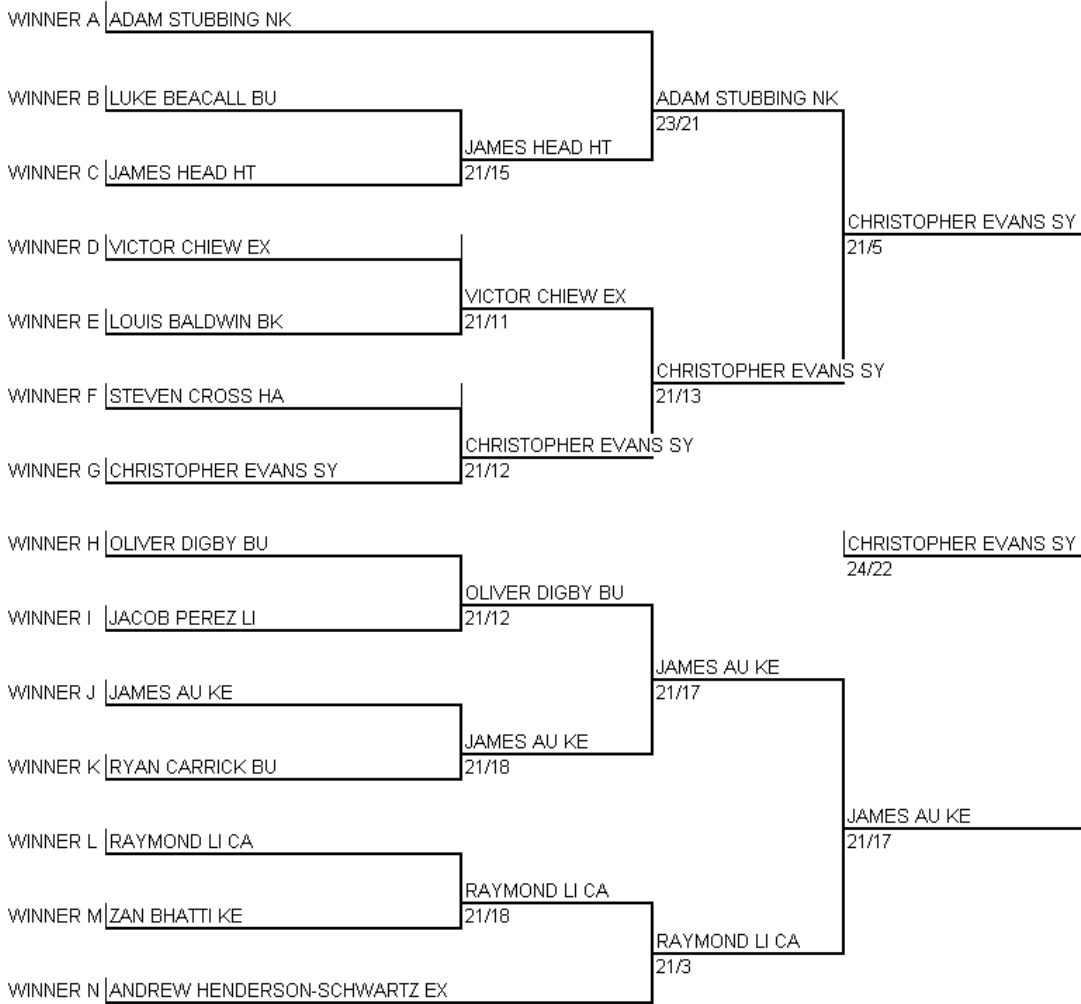 WINNER A ADAM STUBBING NK
WINNER B LUKE BEACALL BU
ADAM STUBBING NK
23/21
JAMES HEAD HT
21/15
WINNER C JAMES HEAD HT
CHRISTOPHER EVANS SY
21/5
WINNER D VICTOR CHIEW EX
VICTOR CHIEW EX
21/11
WINNER E LOUIS BALDWIN BK
CHRISTOPHER EVANS SY
21/13
WINNER F STEVEN CROSS HA
CHRISTOPHER EVANS SY
21/12
WINNER G CHRISTOPHER EVANS SY
WINNER H OLIVER DIGBY BU
CHRISTOPHER EVANS SY
24/22
OLIVER DIGBY BU
21/12
WINNER I JACOB PEREZ LI
JAMES AU KE
21/17
WINNER J JAMES AU KE
JAMES AU KE
21/18
WINNER K RYAN CARRICK BU
JAMES AU KE
21/17
WINNER L RAYMOND LI CA
RAYMOND LI CA
21/18
WINNER M ZAN BHATTI KE
RAYMOND LI CA
21/3
WINNER N ANDREW HENDERSON-SCHWARTZ EX